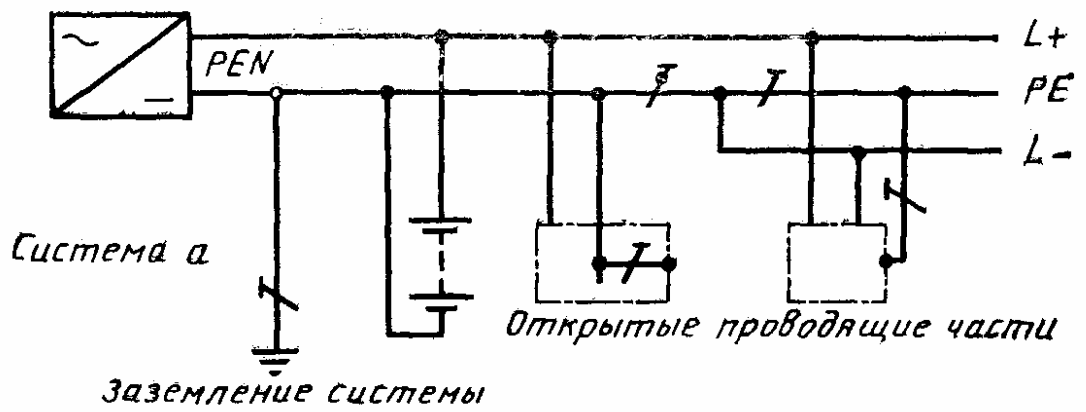 L+
PEN
PE
L-
Система а
Открытые проводящие части
Заземление системы